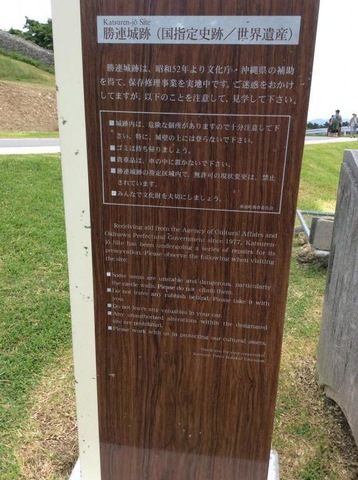 Katsuren-jō Site
勝連城跡（国指定史跡／世界遺産）
勝連城跡は、昭和52年より文化庁・沖縄県の補助
を得て、保存修理事業を実施中です。ご迷惑をおかけ
してますが、以下のことを注意して、見学して下さい。
■城跡内は、危険な個所がありますので十分注意して下
さい。特に、城壁の上には登らないで下さい。
■ゴミは持ち帰りましょう。
■貴重品は、車の中に置かないで下さい。
■勝連城跡の指定区域内で、無許可の現状変更は、禁止
されています。
■みんなで文化財を大切にしましょう。
Receiving aid from the Agency of Cultural Affairs and
Okinawa Prefectural Government since 1977, Katsuren-
jō Site has been undergoing a series of repairs for its
preservation. Please observe the following when visiting
the site.
■Some areas are unstable and dangerous, particularly
the castle walls. Please do not climb them.
■Do not leave any rubbish behind. Please take it with
you.
■Do not leave any valuables in your car.
■Any unauthorised alterations within the designated
site are prohibited.
■Please work with us in protecting our cultural assets.